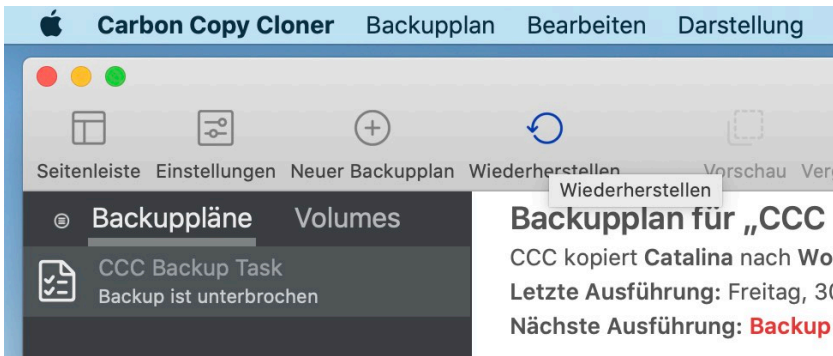 Carbon Copy Cloner Backupplan Bearbeiten Darstellung
Seitenleiste Einstellungen Neuer Backupplan Wiederherstellen Vorschau
Wiederherstellen
Backuppläne Volumes
Backupplan für „CCC
CCC Backup Task
CCC kopiert Catalina nach
Backup ist unterbrochen
Letzte Ausführung: Freitag,
Nächste Ausführung: Backup